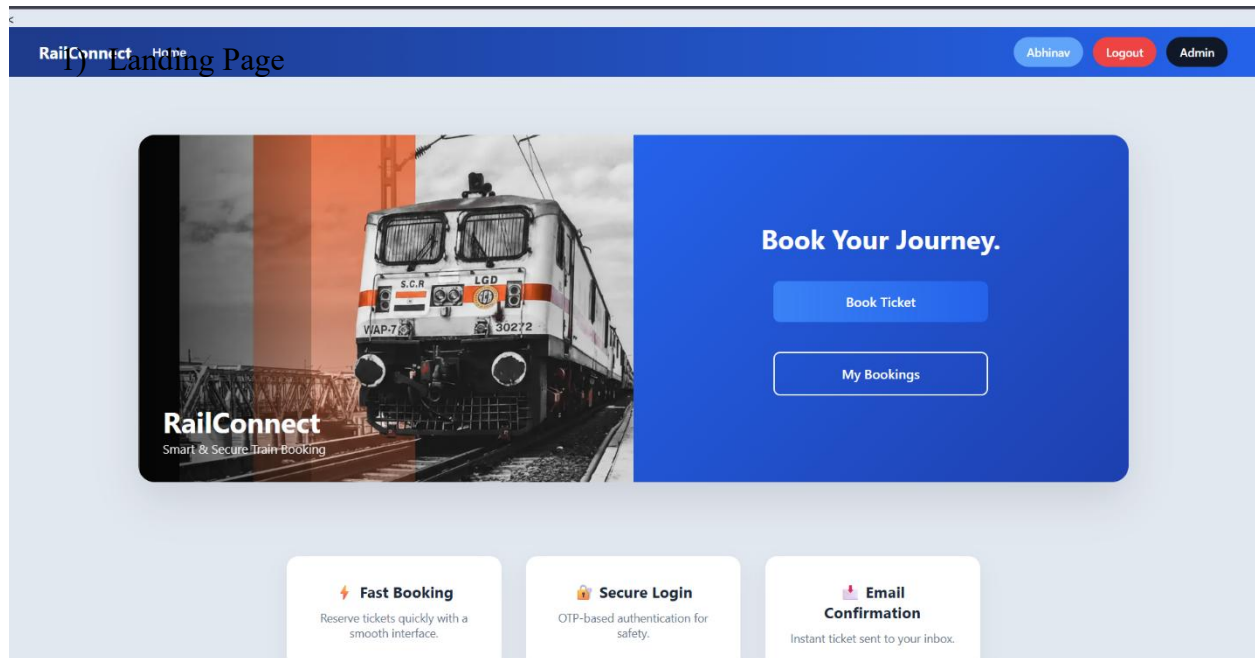 <
RailConnect Home
1) Landing Page
Abhinav Logout Admin
S.C.R LGD
WAP-7 30272
RailConnect
Smart & Secure Train Booking
Book Your Journey.
Book Ticket
My Bookings
⚡ Fast Booking
Reserve tickets quickly with a
smooth interface.
🔐 Secure Login
OTP-based authentication for
safety.
📩 Email
Confirmation
Instant ticket sent to your inbox.